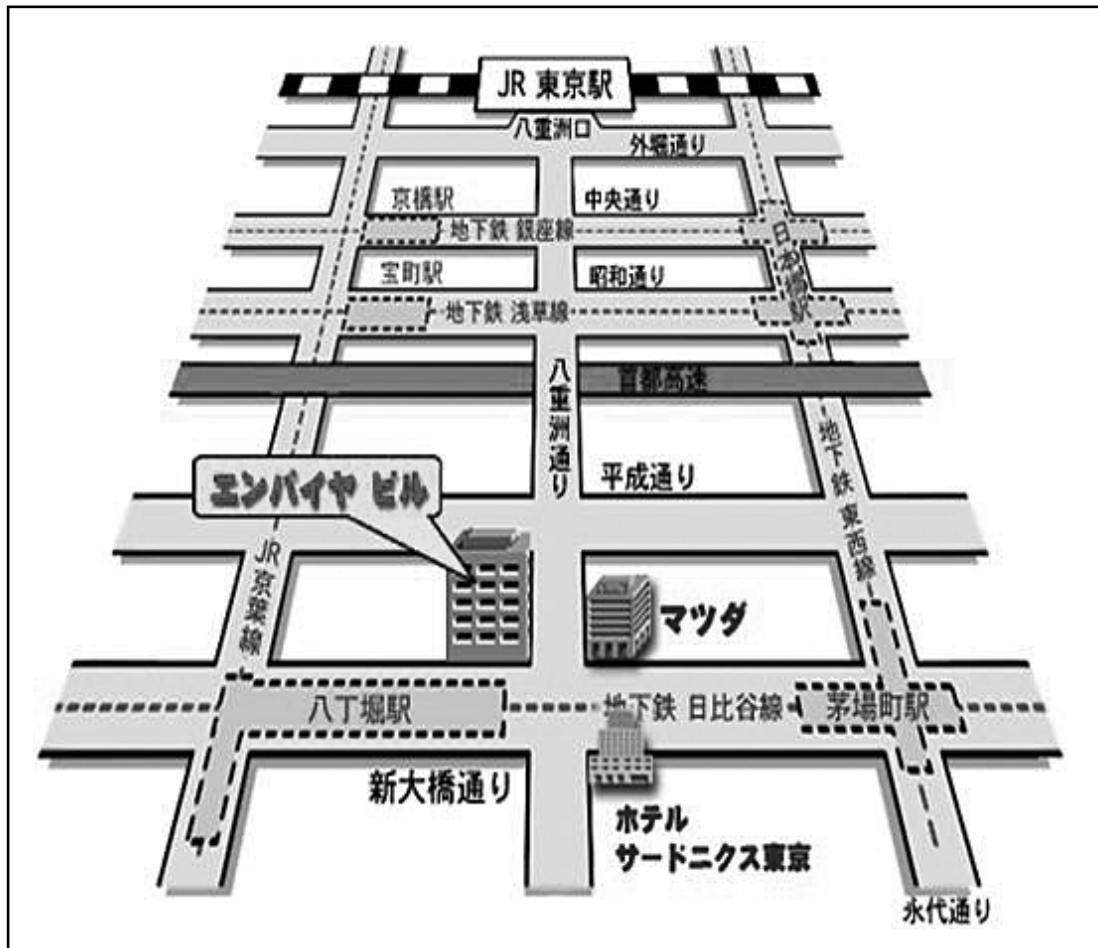 JR 東京駅
八重洲口
外堀通り
京橋駅
中央通り
地下鉄 銀座線
日本橋駅
宝町駅
昭和通り
地下鉄 浅草線
首都高速
八重洲通り
平成通り
地下鉄 東西線
エンパイヤ ビル
JR京葉線
マツダ
八丁堀駅
地下鉄 日比谷線
茅場町駅
新大橋通り
ホテル
サードニクス東京
永代通り